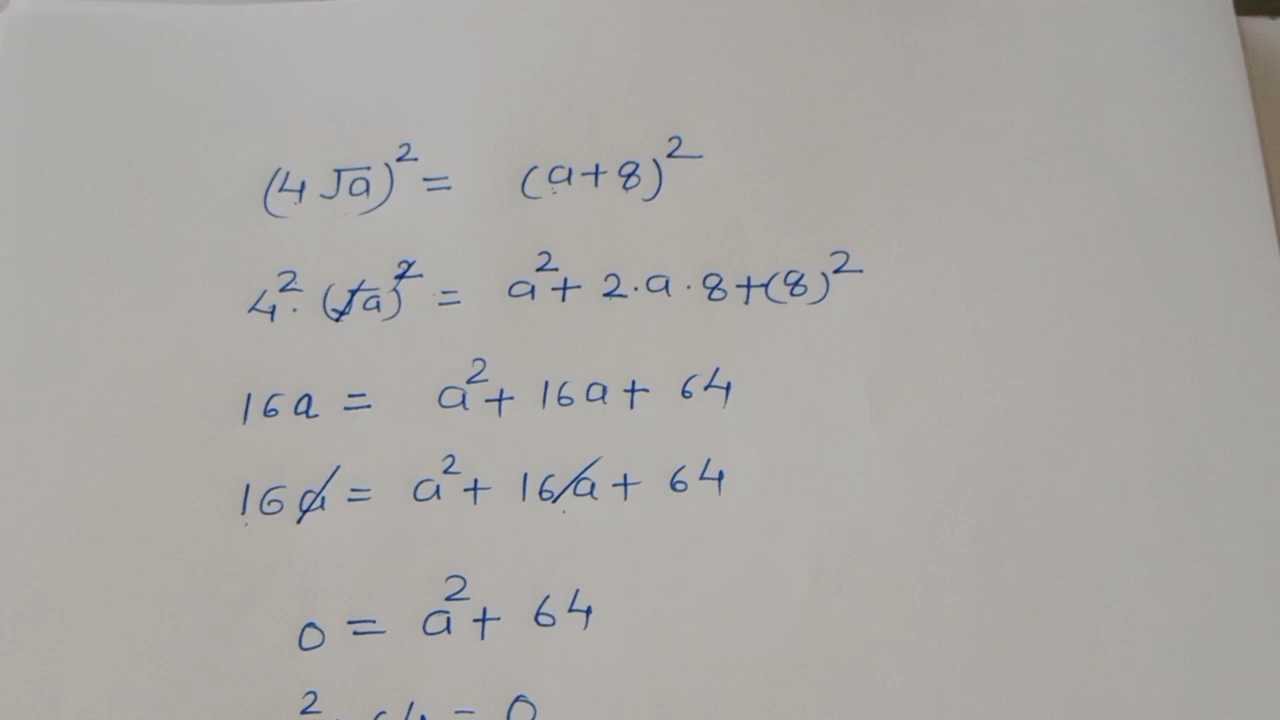 (4√a)² = (a+8)²
4² · (√a)² = a² + 2·a·8+(8)²
16a = a² + 16a + 64
16a = a² + 16a + 64
0 = a² + 64